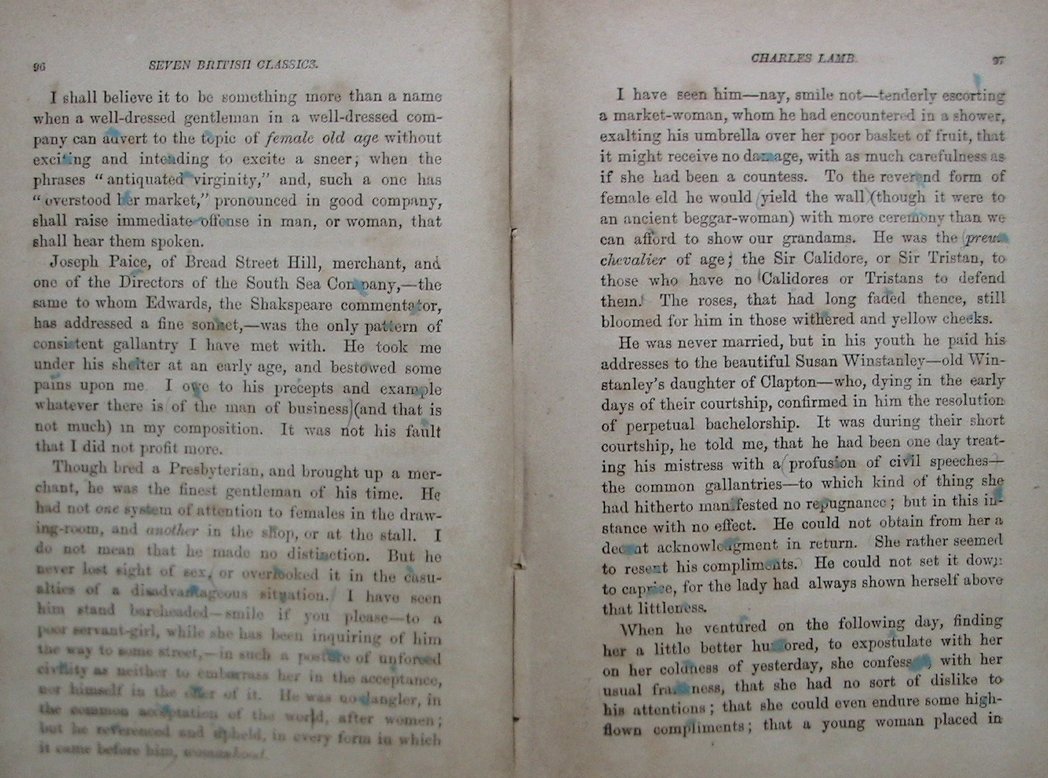 96
SEVEN BRITISH CLASSICS.
I shall believe it to be something more than a name
when a well-dressed gentleman in a well-dressed com-
pany can advert to the topic of female old age without
exciting and intending to excite a sneer; when the
phrases "antiquated virginity," and, such a one has
"overstood her market," pronounced in good company,
shall raise immediate offense in man, or woman, that
shall hear them spoken.
Joseph Paice, of Bread Street Hill, merchant, and
one of the Directors of the South Sea Company,—the
same to whom Edwards, the Shakspeare commentator,
has addressed a fine sonnet,—was the only pattern of
consistent gallantry I have met with. He took me
under his shelter at an early age, and bestowed some
pains upon me. I owe to his precepts and example
whatever there is of the man of business (and that is
not much) in my composition. It was not his fault
that I did not profit more.
Though bred a Presbyterian, and brought up a mer-
chant, he was the finest gentleman of his time. He
had not one system of attention to females in the draw-
ing-room, and another in the shop, or at the stall. I
do not mean that he made no distinction. But he
never lost sight of sex, or overlooked it in the casu-
alties of a disadvantageous situation. I have seen
him stand bareheaded—smile if you please—to a
poor servant-girl, while she has been inquiring of him
the way to some street,—in such a posture of unforced
civility as neither to embarrass her in the acceptance,
nor himself in the offer of it. He was no dangler, in
the common acceptation of the world, after women;
but he reverenced and upheld, in every form in which
it came before him, womanhood.
CHARLES LAMB
97
I have seen him—nay, smile not—tenderly escorting
a market-woman, whom he had encountered in a shower,
exalting his umbrella over her poor basket of fruit, that
it might receive no damage, with as much carefulness as
if she had been a countess. To the reverend form of
female eld he would yield the wall (though it were to
an ancient beggar-woman) with more ceremony than we
can afford to show our grandams. He was the preux
chevalier of age; the Sir Calidore, or Sir Tristan, to
those who have no Calidores or Tristans to defend
them. The roses, that had long faded thence, still
bloomed for him in those withered and yellow cheeks.
He was never married, but in his youth he paid his
addresses to the beautiful Susan Winstanley—old Win-
stanley's daughter of Clapton—who, dying in the early
days of their courtship, confirmed in him the resolution
of perpetual bachelorship. It was during their short
courtship, he told me, that he had been one day treat-
ing his mistress with a profusion of civil speeches—
the common gallantries—to which kind of thing she
had hitherto manifested no repugnance; but in this in-
stance with no effect. He could not obtain from her a
decent acknowledgment in return. She rather seemed
to resent his compliments. He could not set it down
to caprice, for the lady had always shown herself above
that littleness.
When he ventured on the following day, finding
her a little better humored, to expostulate with her
on her coldness of yesterday, she confessed, with her
usual frankness, that she had no sort of dislike to
his attentions; that she could even endure some high-
flown compliments; that a young woman placed in